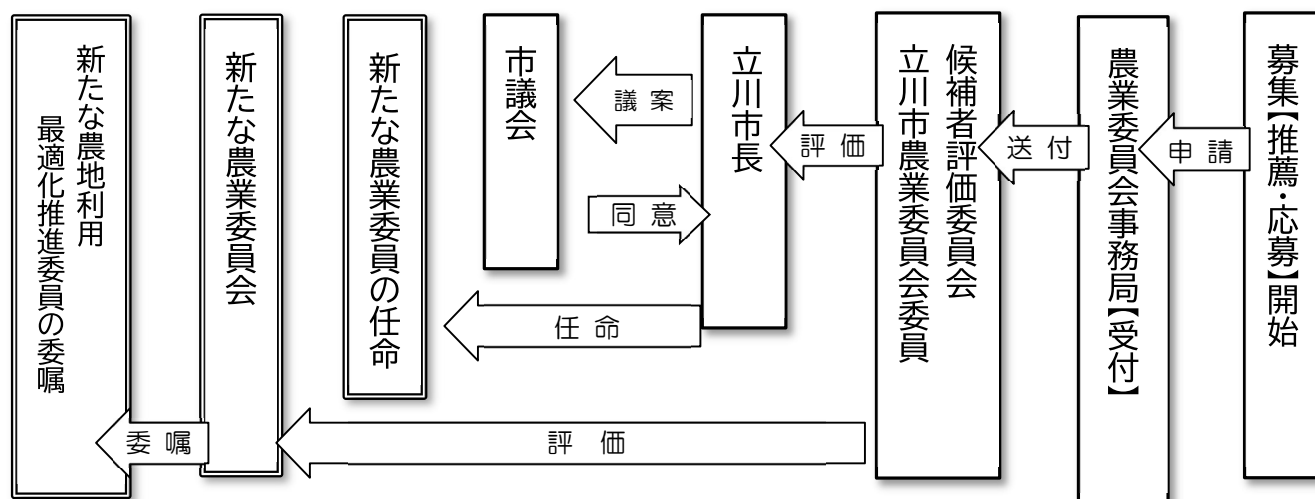 募集【推薦・応募】開始
申請
農業委員会事務局【受付】
送付
立川市農業委員会委員
候補者評価委員会
評価
立川市長
議案
同意
任命
市議会
新たな農業委員の任命
評価
新たな農業委員会
委嘱
新たな農地利用
最適化推進委員の委嘱